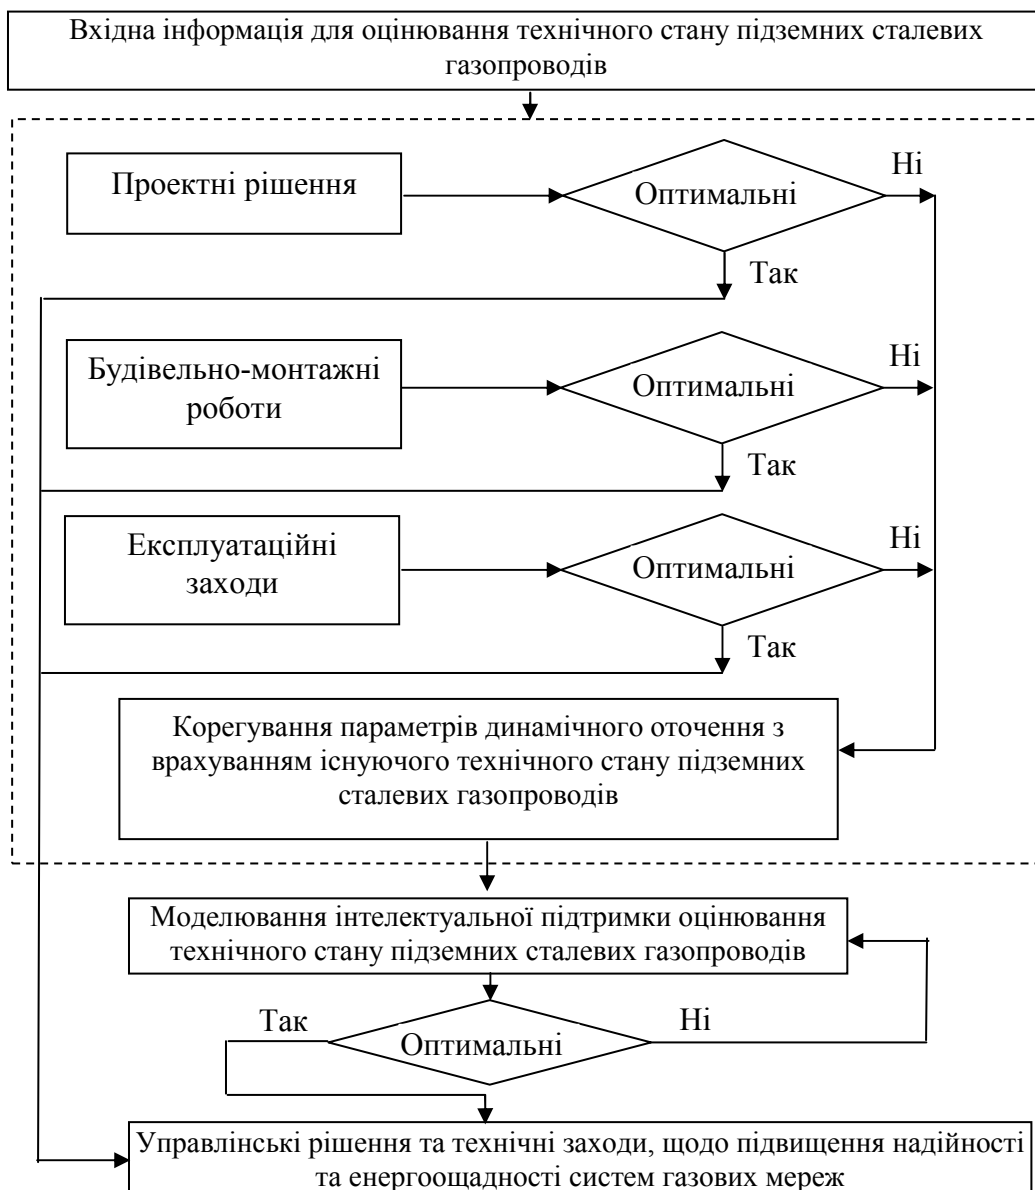 Вхідна інформація для оцінювання технічного стану підземних сталевих
газопроводів
Проектні рішення
Оптимальні
Ні
Так
Будівельно-монтажні
роботи
Оптимальні
Ні
Так
Експлуатаційні
заходи
Оптимальні
Ні
Так
Корегування параметрів динамічного оточення з
врахуванням існуючого технічного стану підземних
сталевих газопроводів
Моделювання інтелектуальної підтримки оцінювання
технічного стану підземних сталевих газопроводів
Так
Оптимальні
Ні
Управлінські рішення та технічні заходи, щодо підвищення надійності
та енергоощадності систем газових мереж